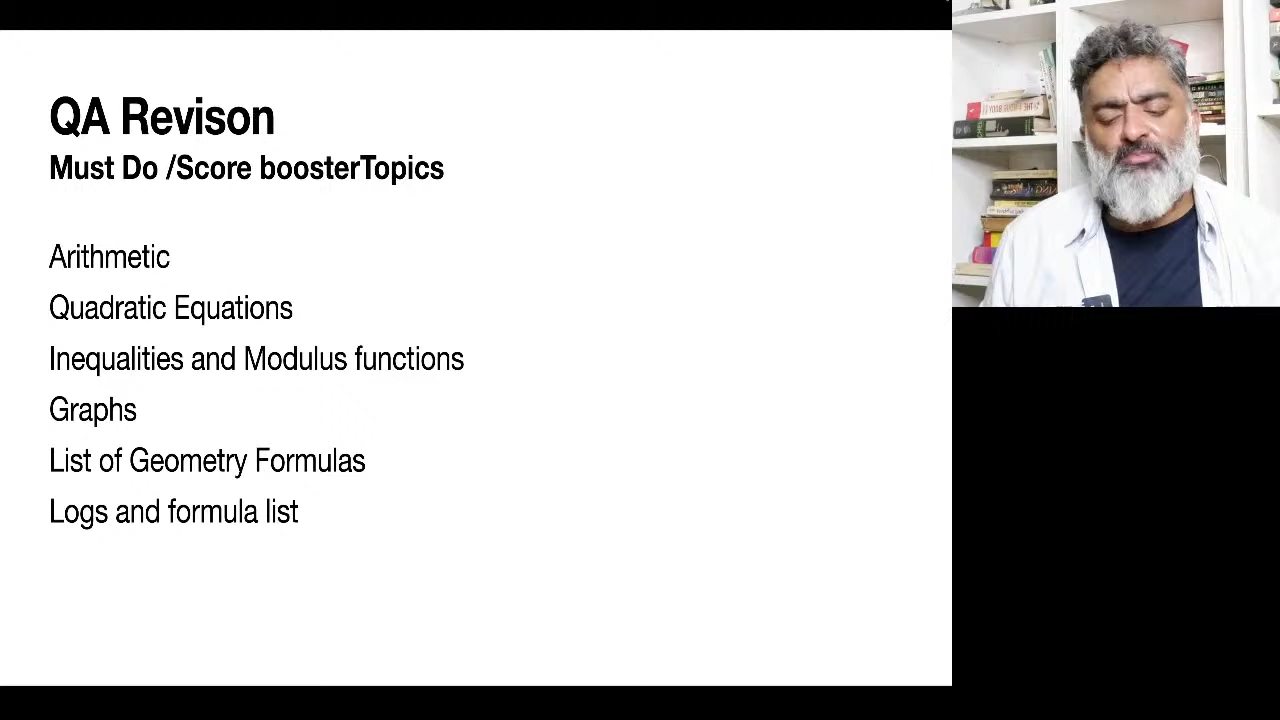 QA Revison
Must Do /Score boosterTopics
Arithmetic
Quadratic Equations
Inequalities and Modulus functions
Graphs
List of Geometry Formulas
Logs and formula list